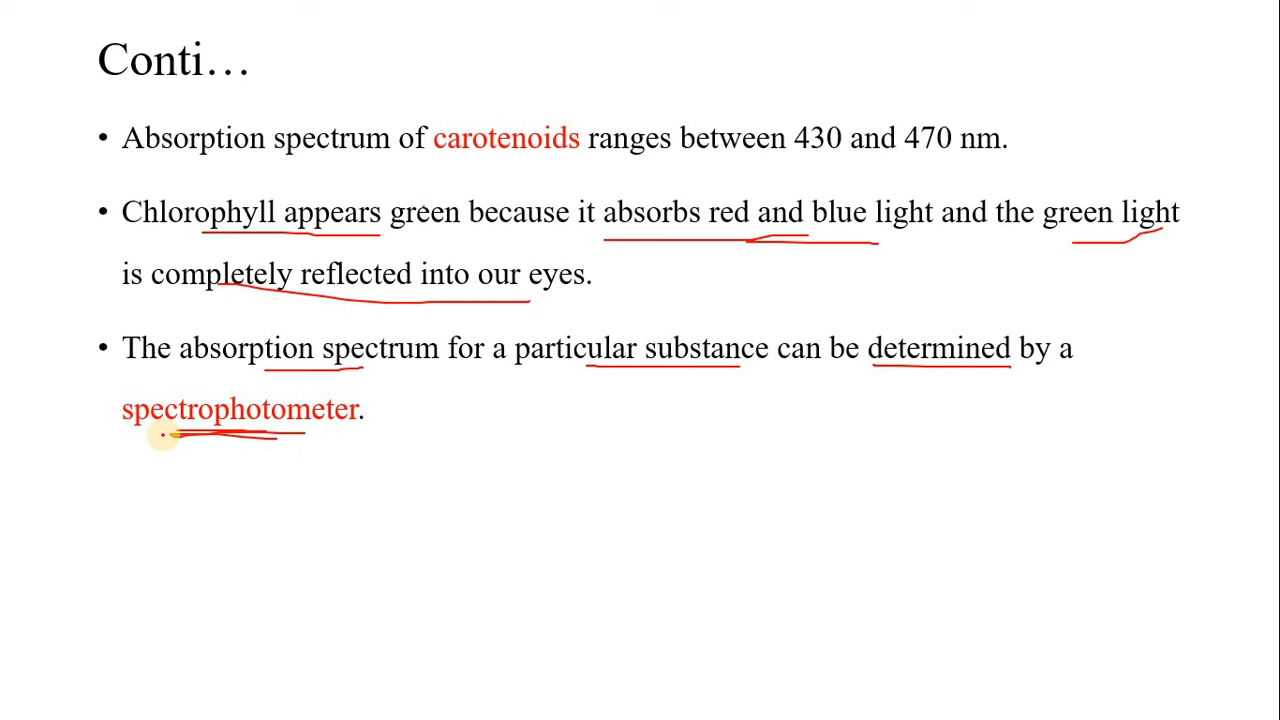 Conti…
• Absorption spectrum of carotenoids ranges between 430 and 470 nm.
• Chlorophyll appears green because it absorbs red and blue light and the green light
is completely reflected into our eyes.
• The absorption spectrum for a particular substance can be determined by a
spectrophotometer.